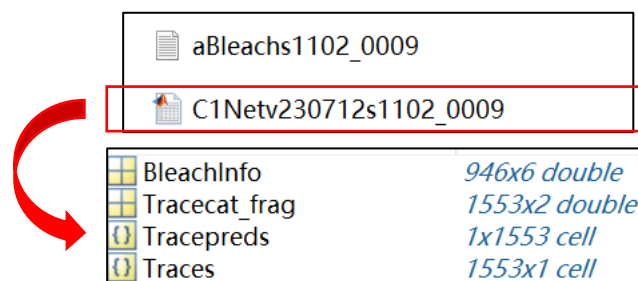 aBleachs1102_0009
C1Netv230712s1102_0009
BleachInfo 946x6 double
Tracecat_frag 1553x2 double
Tracepreds 1x1553 cell
Traces 1553x1 cell